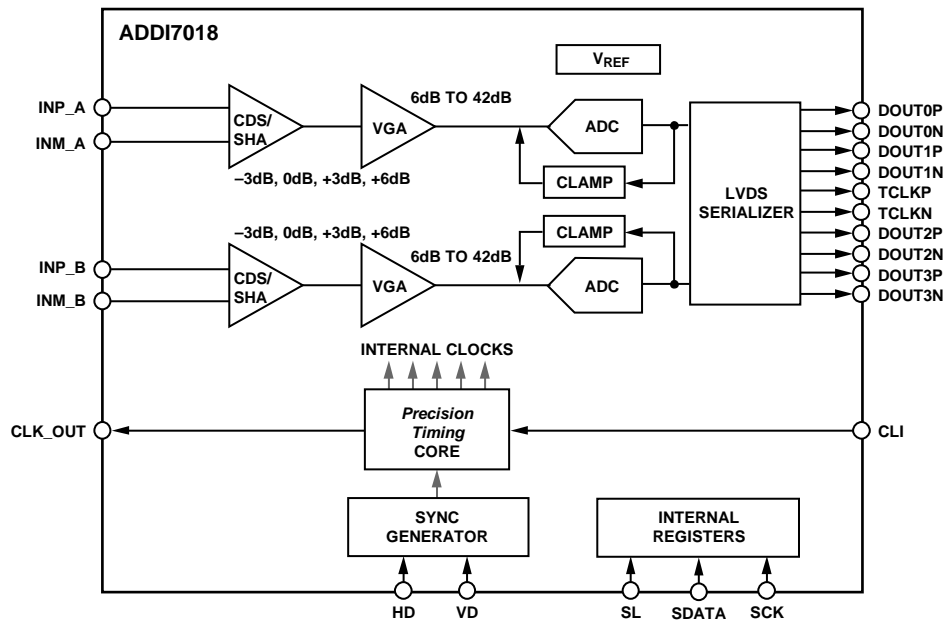 ADDI7018
V_REF
INP_A
INM_A
CDS/
SHA
VGA
6dB TO 42dB
ADC
CLAMP
–3dB, 0dB, +3dB, +6dB
LVDS
SERIALIZER
DOUT0P
DOUT0N
DOUT1P
DOUT1N
TCLKP
TCLKN
DOUT2P
DOUT2N
DOUT3P
DOUT3N
–3dB, 0dB, +3dB, +6dB
CLAMP
6dB TO 42dB
INP_B
INM_B
CDS/
SHA
VGA
ADC
INTERNAL CLOCKS
CLK_OUT
Precision
Timing
CORE
CLI
SYNC
GENERATOR
INTERNAL
REGISTERS
HD
VD
SL
SDATA
SCK